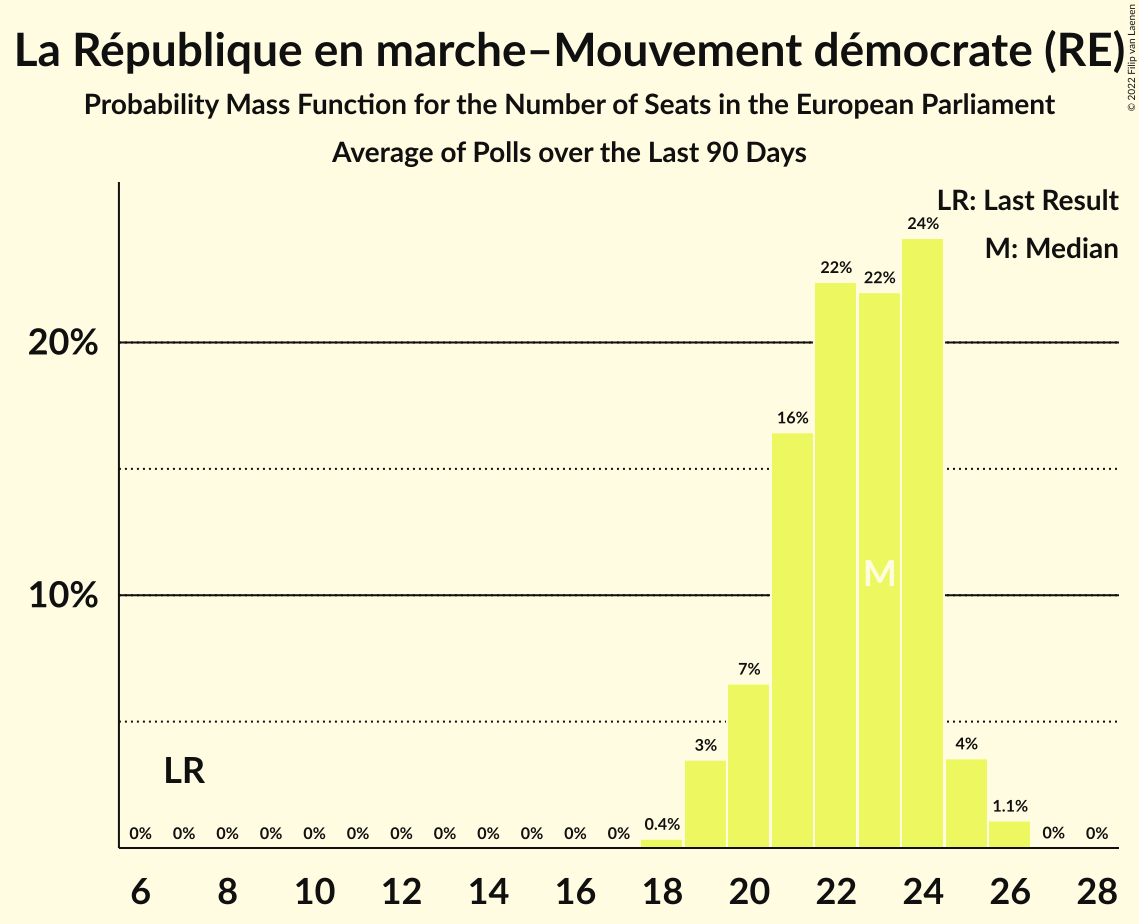 La République en marche–Mouvement démocrate (RE)
© 2022 Filip van Laenen
Probability Mass Function for the Number of Seats in the European Parliament
Average of Polls over the Last 90 Days
LR: Last Result
M: Median
24%
22%
22%
20%
16%
M
10%
7%
3%
4%
LR
1.1%
0.4%
0% 0% 0% 0% 0% 0% 0% 0% 0% 0% 0% 0% 0% 0%
6 8 10 12 14 16 18 20 22 24 26 28